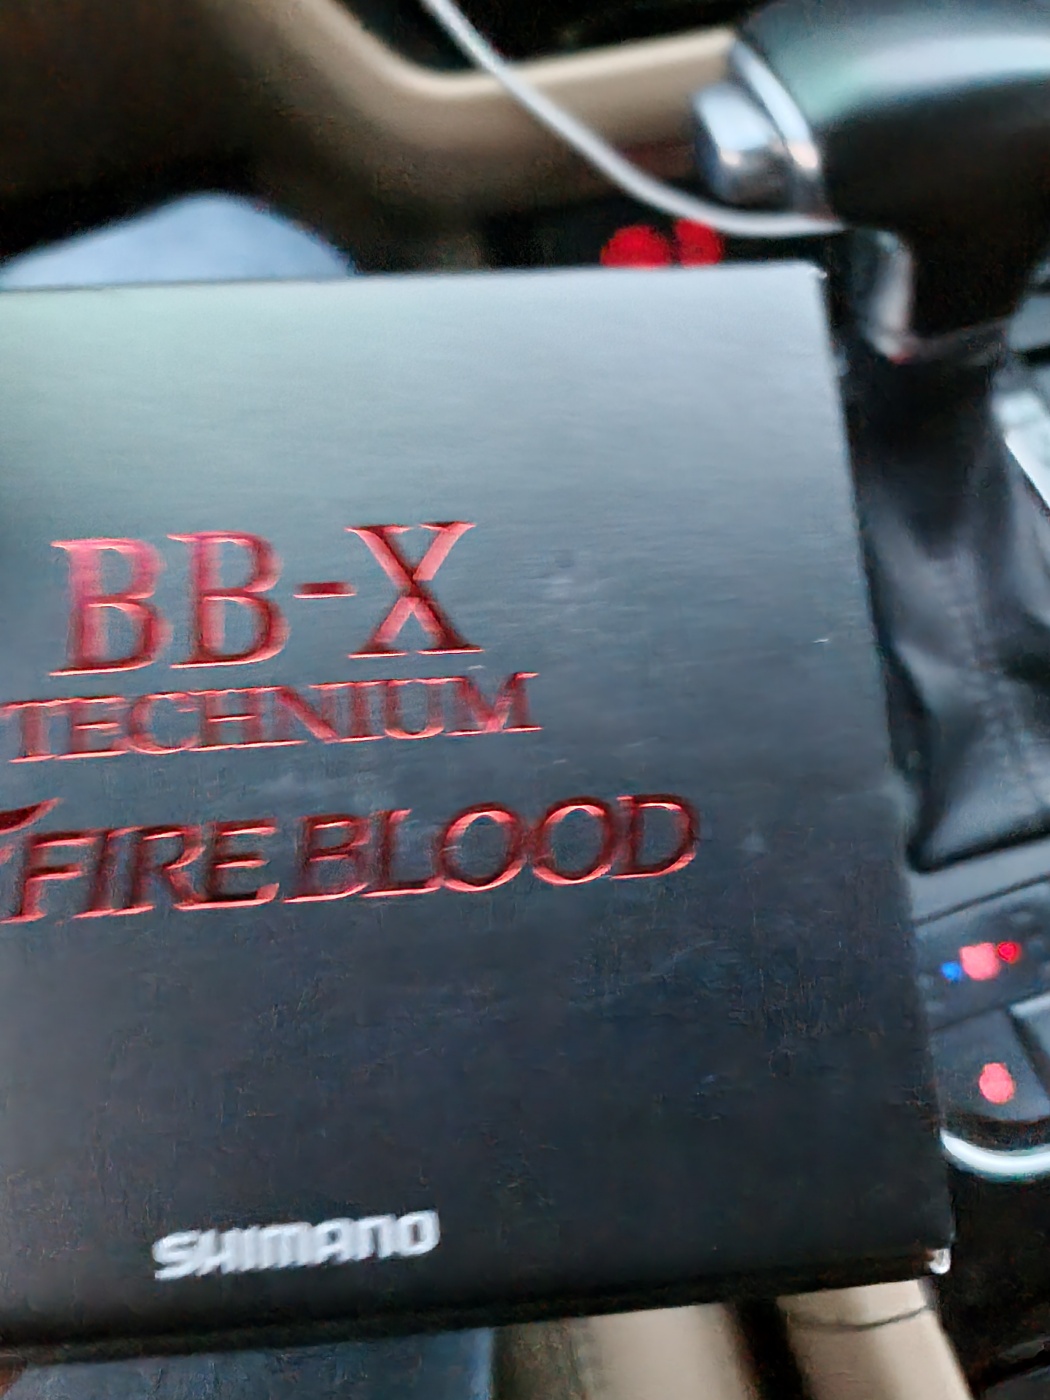 BB-X
TECHNIUM
FIRE BLOOD
SHIMANO